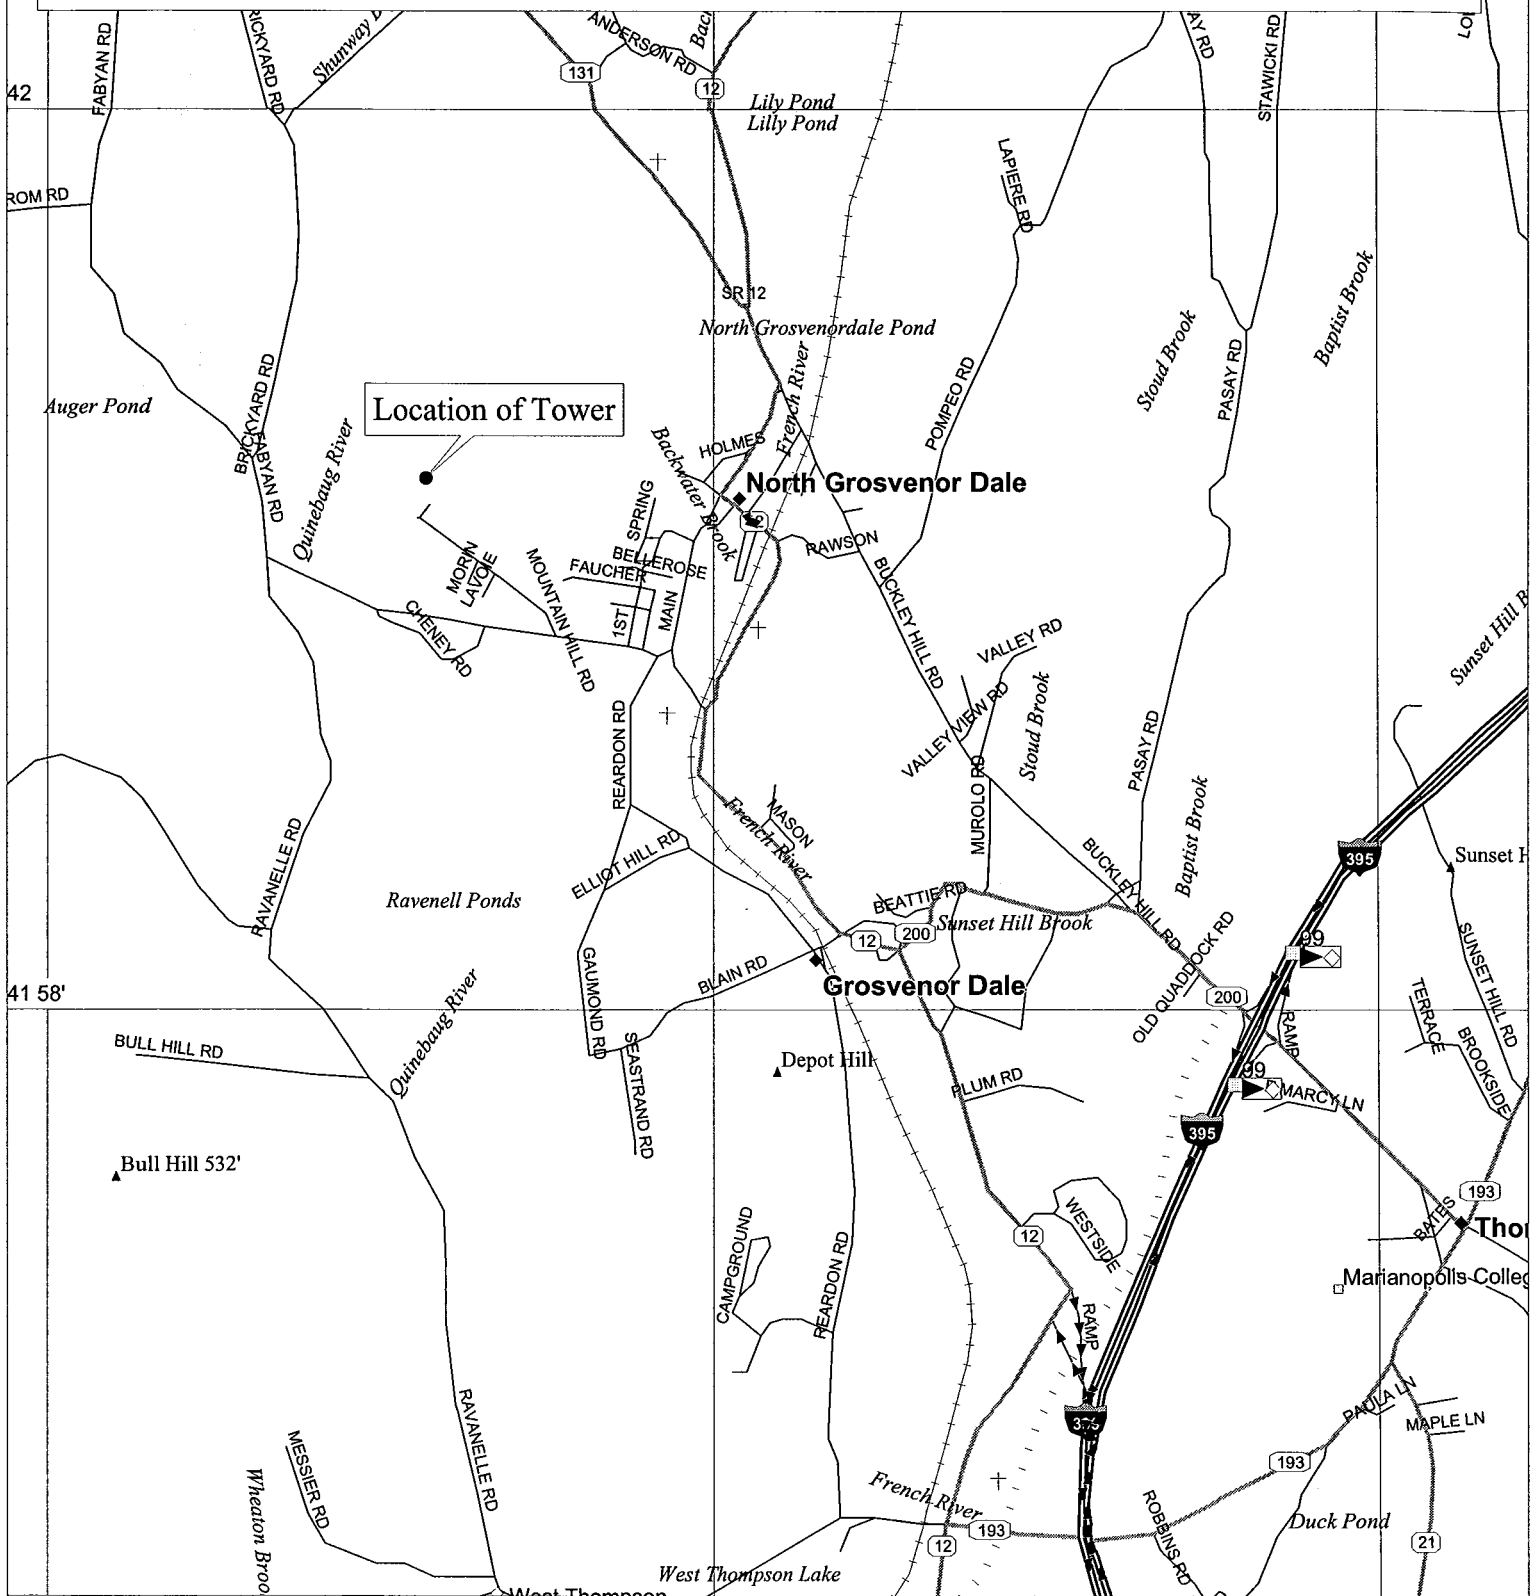 FABYAN RD
RICKYARD RD
ANDERSON RD
131
12
STAWICKI RD
AY RD
42
Lily Pond
Lilly Pond
LAPIERE RD
ROM RD
SR 12
North Grosvenordale Pond
Baptist Brook
Stoud Brook
French River
POMPEO RD
PASAY RD
BRICKYARD RD
Auger Pond
Location of Tower
FABYAN RD
Quinebaug River
Backwater Brook
HOLMES
North Grosvenor Dale
SPRING
RAWSON
BELLEROSE
FAUCHER
MORIN
LAVOIE
MOUNTAIN HILL RD
1ST
MAIN
BUCKLEY HILL RD
CHENEY RD
VALLEY RD
VALLEY VIEW RD
Stoud Brook
REARDON RD
MUROLO RD
PASAY RD
Baptist Brook
French River
MASON
ELLIOT HILL RD
RAVANELLE RD
Ravenell Ponds
BUCKLEY HILL RD
395
BEATTIE RD
Sunset Hill Brook
12
200
OLD QUADDOCK RD
99
SUNSET HILL RD
GAUMOND RD
BLAIN RD
Grosvenor Dale
41 58'
200
RAMP
TERRACE
BROOKSIDE
BULL HILL RD
Quinebaug River
SEASTRAND RD
Depot Hill
PLUM RD
99
MARCY LN
395
Bull Hill 532'
193
BATES
WESTSIDE
12
CAMPGROUND
REARDON RD
RAMP
Marianopolis Colleg
PAULA LN
MAPLE LN
RAVANELLE RD
MESSIER RD
193
French River
193
12
ROBBINS RD
Duck Pond
21
West Thompson Lake
West Thompson